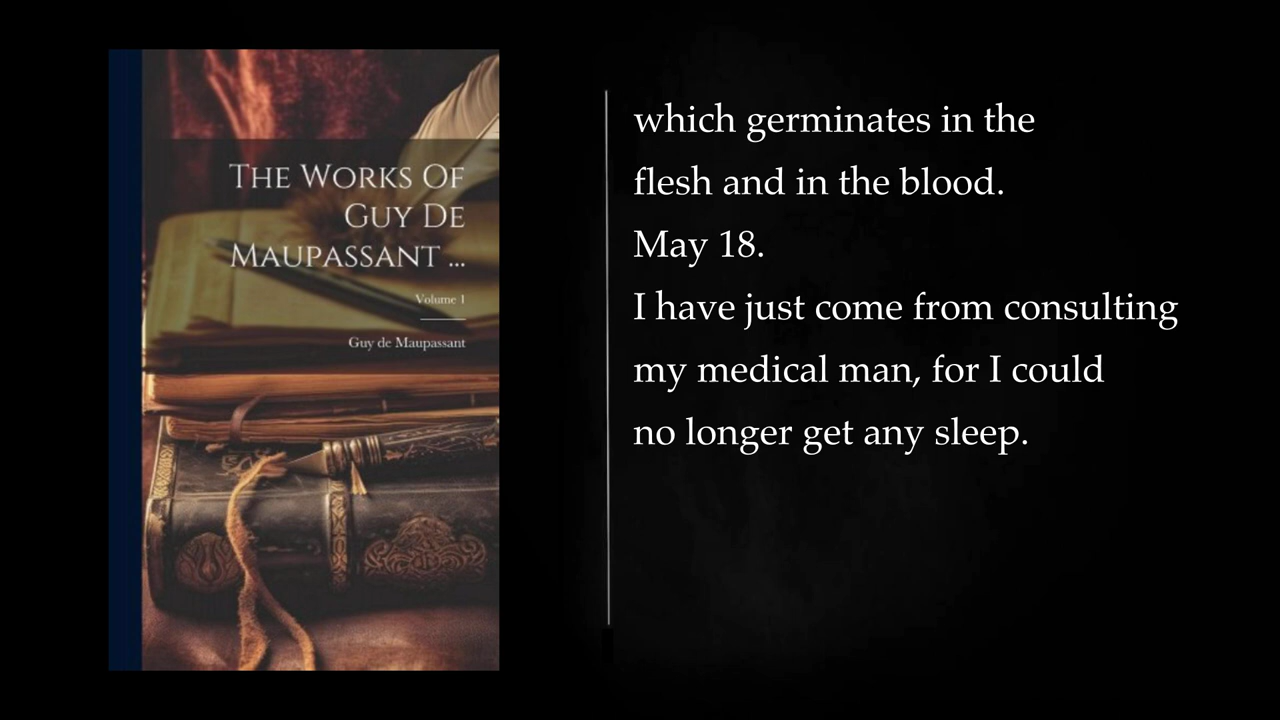 THE WORKS OF
GUY DE
MAUPASSANT ...
Volume 1
Guy de Maupassant
which germinates in the
flesh and in the blood.
May 18.
I have just come from consulting
my medical man, for I could
no longer get any sleep.